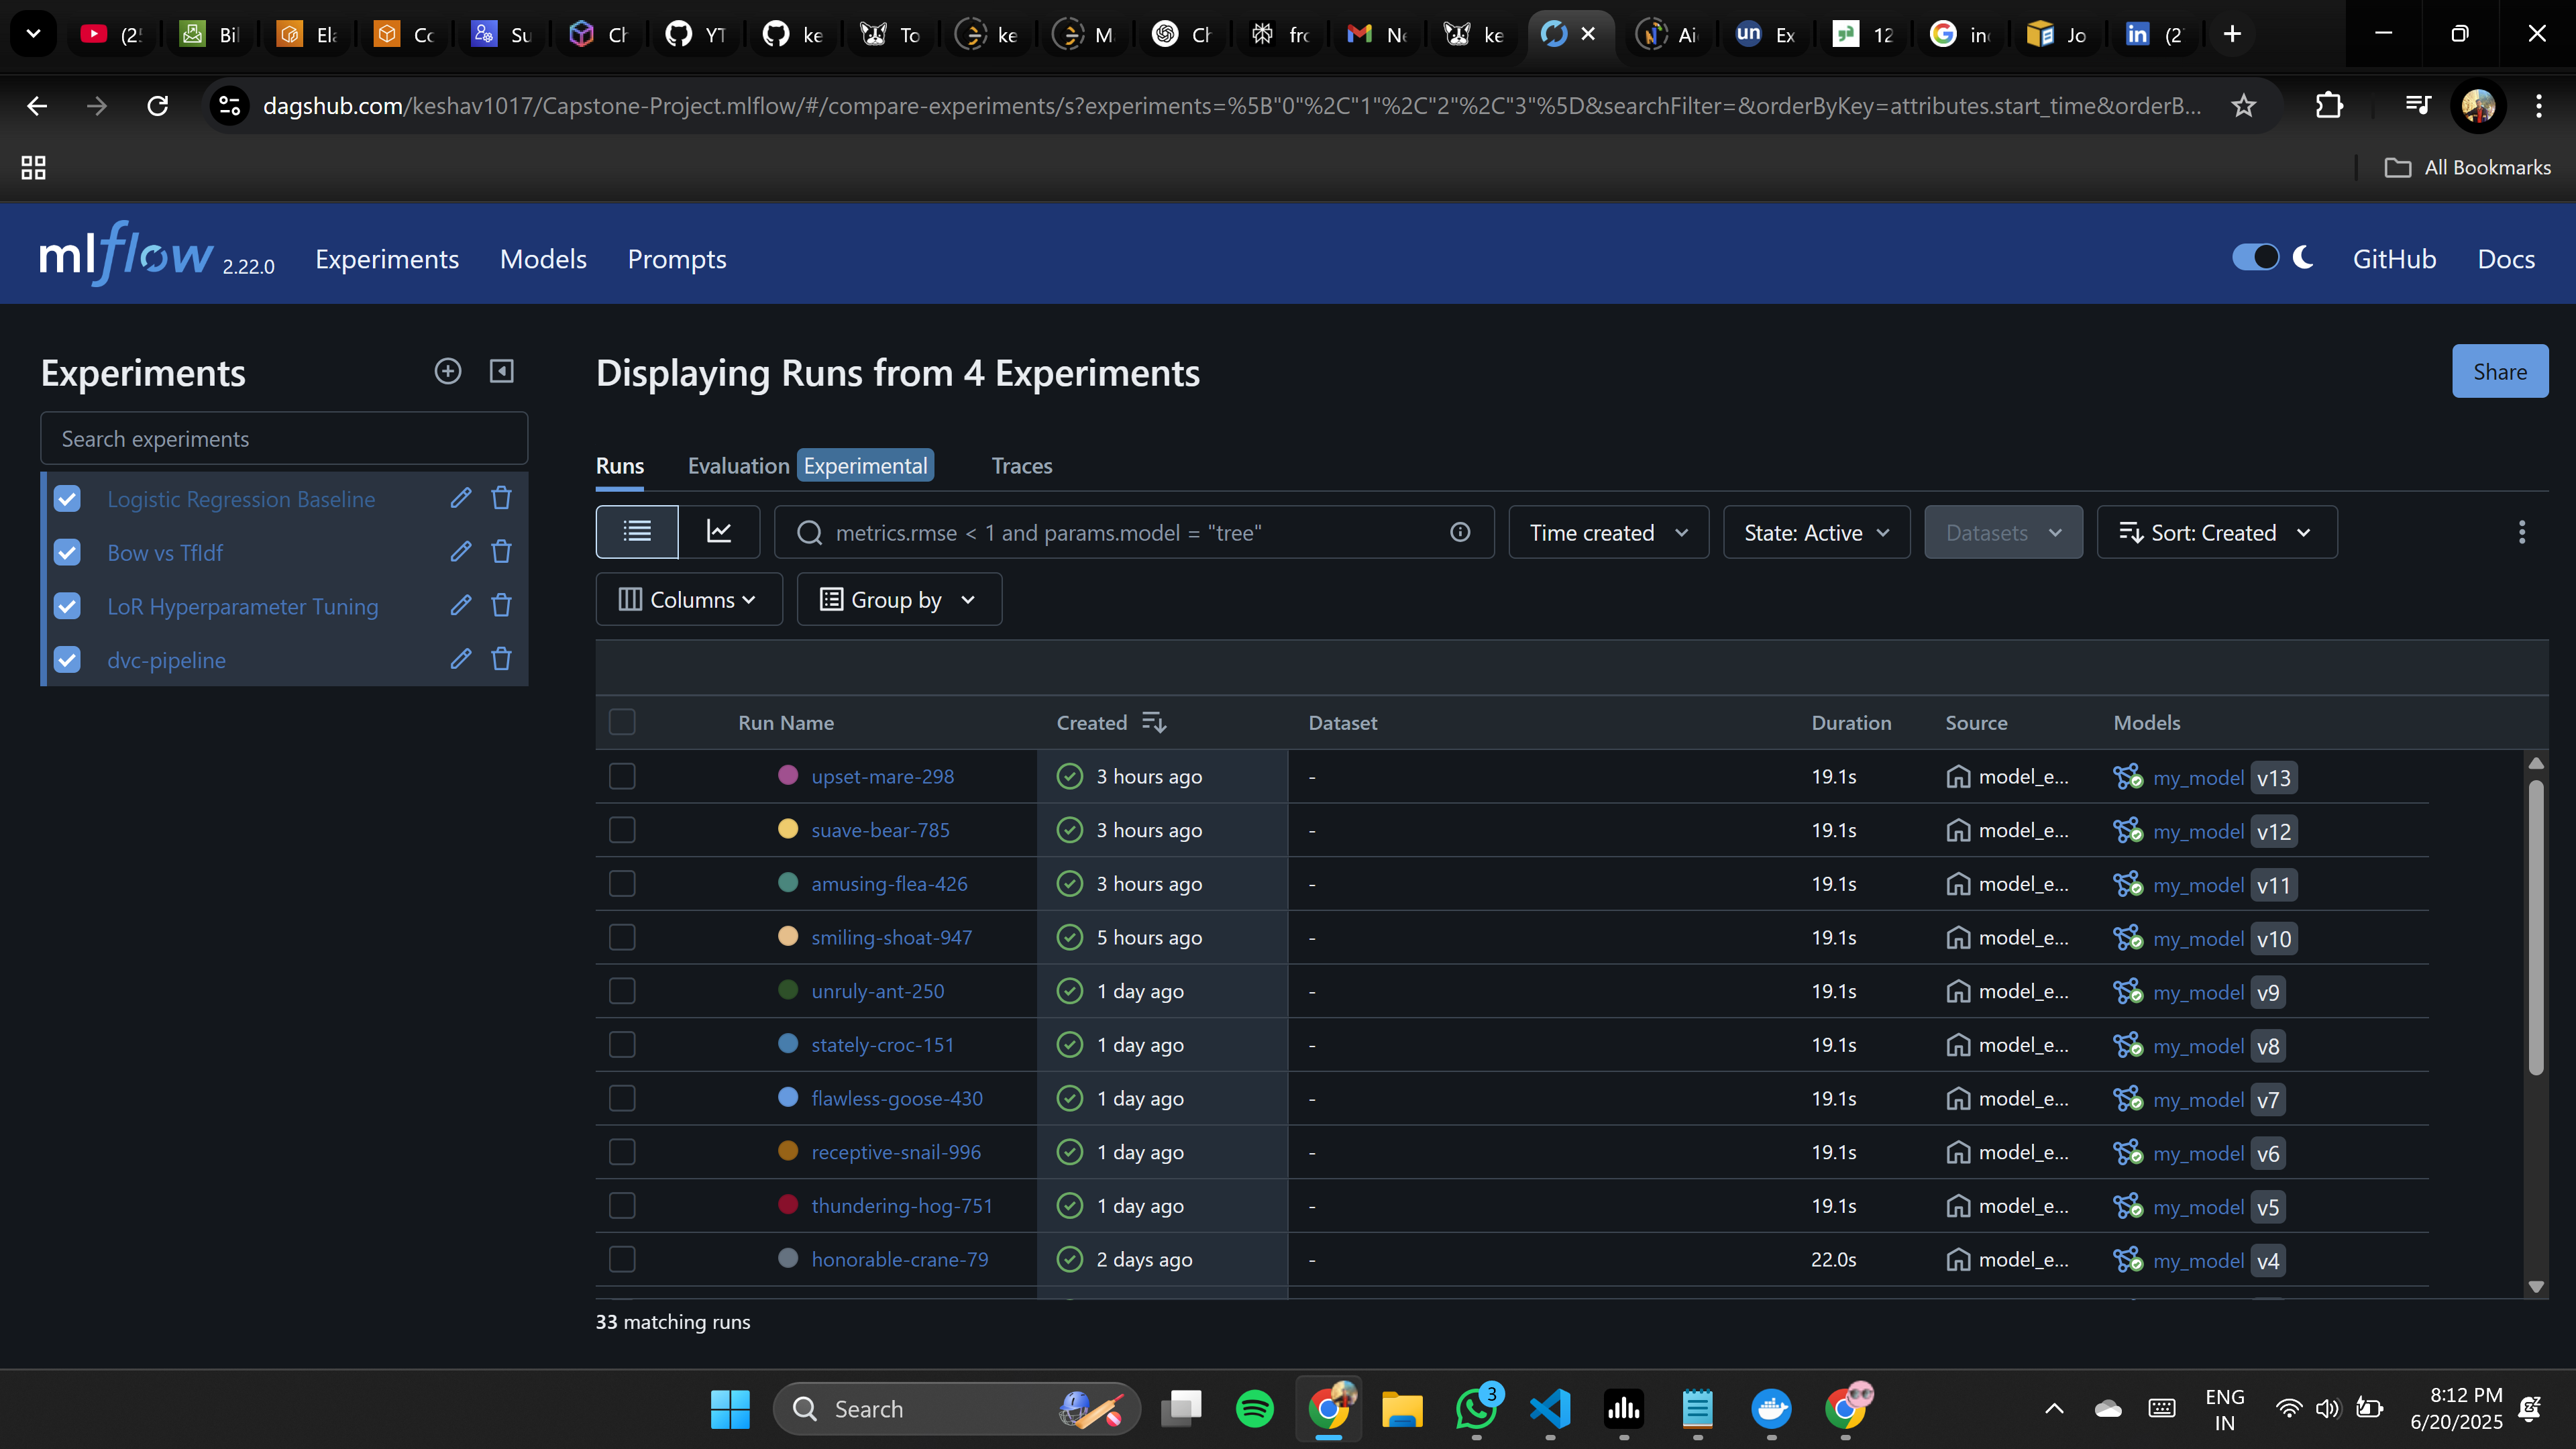 (2
Bil
Ela
Co
Su
Ch
YT
ke
To
ke
M
Ch
frc
Ne
ke
Ai
un Ex
12
in
Jo
in (2
dagshub.com/keshav1017/Capstone-Project.mlflow/#/compare-experiments/s?experiments=%5B"0"%2C"1"%2C"2"%2C"3"%5D&searchFilter=&orderByKey=attributes.start_time&orderB...
All Bookmarks
mlflow 2.22.0 Experiments Models Prompts GitHub Docs
Experiments
Search experiments
Logistic Regression Baseline
Bow vs TfIdf
LoR Hyperparameter Tuning
dvc-pipeline
Displaying Runs from 4 Experiments
Share
Runs Evaluation Experimental Traces
metrics.rmse < 1 and params.model = "tree" Time created State: Active Datasets Sort: Created
Columns Group by
Run Name Created Dataset Duration Source Models
upset-mare-298 3 hours ago - 19.1s model_e... my_model v13
suave-bear-785 3 hours ago - 19.1s model_e... my_model v12
amusing-flea-426 3 hours ago - 19.1s model_e... my_model v11
smiling-shoat-947 5 hours ago - 19.1s model_e... my_model v10
unruly-ant-250 1 day ago - 19.1s model_e... my_model v9
stately-croc-151 1 day ago - 19.1s model_e... my_model v8
flawless-goose-430 1 day ago - 19.1s model_e... my_model v7
receptive-snail-996 1 day ago - 19.1s model_e... my_model v6
thundering-hog-751 1 day ago - 19.1s model_e... my_model v5
honorable-crane-79 2 days ago - 22.0s model_e... my_model v4
33 matching runs
Search
3
ENG
IN
8:12 PM
6/20/2025